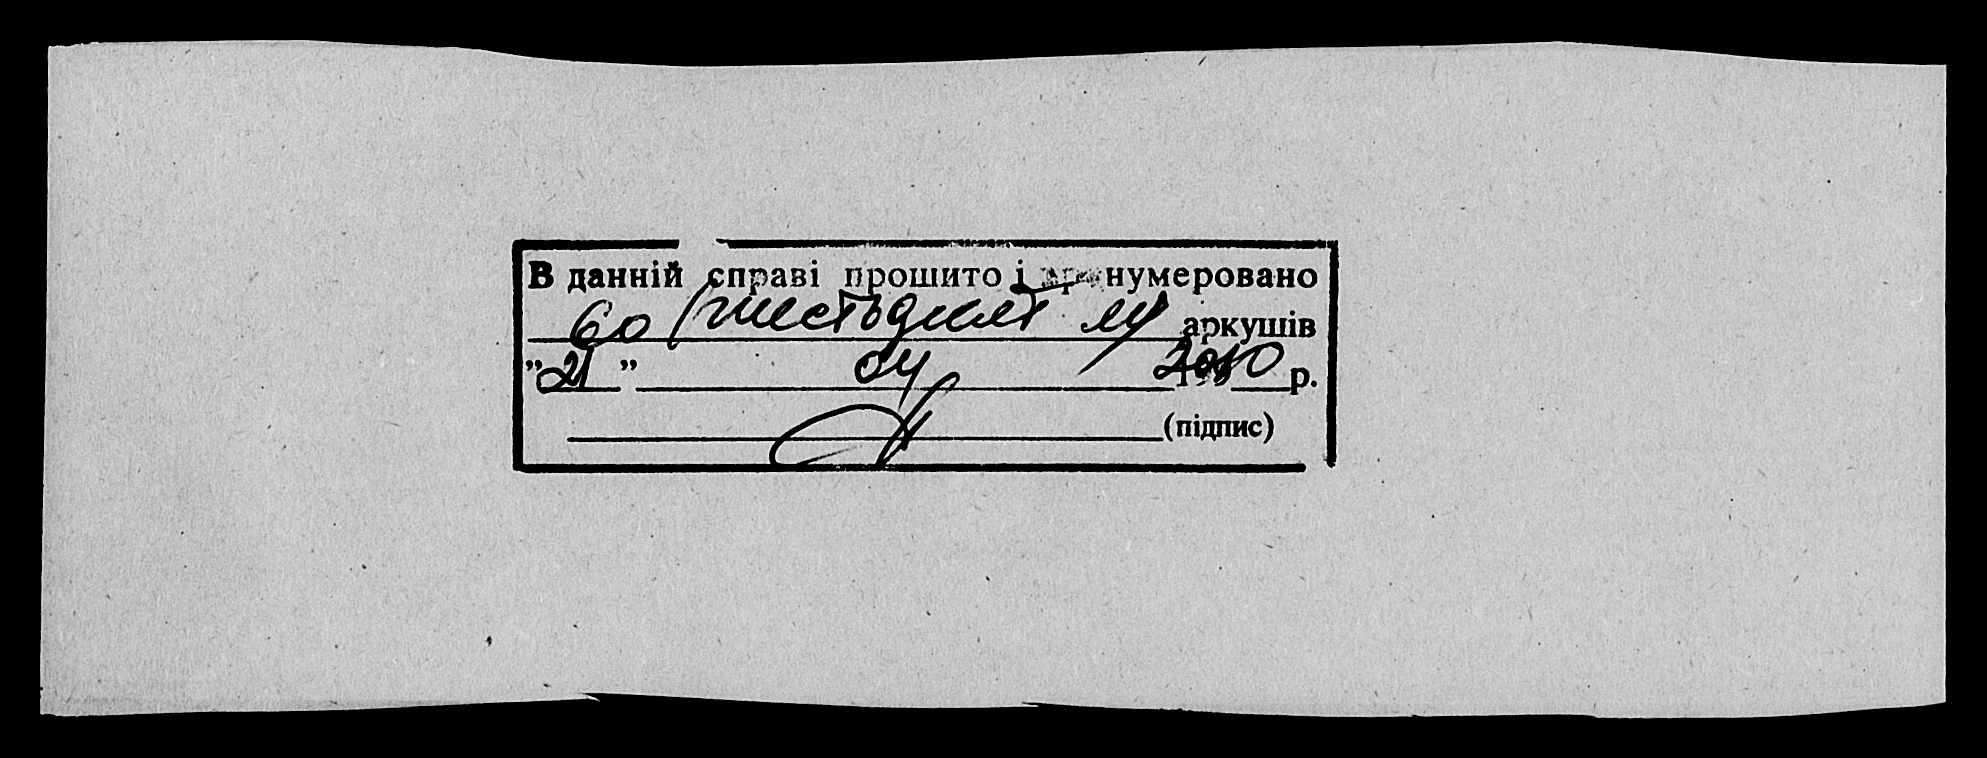 В данній справі прошито і пронумеровано
60 (шістдесят) аркушів
"21" 04 2010 р.
(підпис)